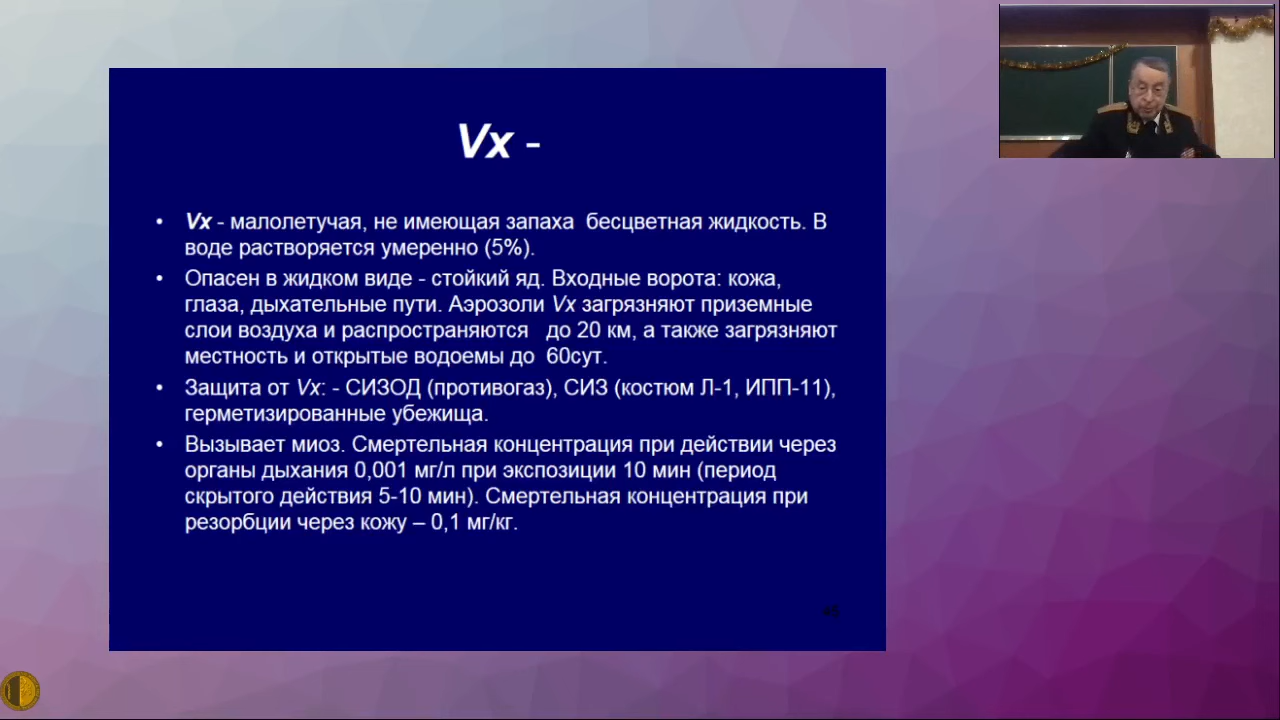 Vx -
• Vx - малолетучая, не имеющая запаха бесцветная жидкость. В
воде растворяется умеренно (5%).
• Опасен в жидком виде - стойкий яд. Входные ворота: кожа,
глаза, дыхательные пути. Аэрозоли Vx загрязняют приземные
слои воздуха и распространяются до 20 км, а также загрязняют
местность и открытые водоемы до 60сут.
• Защита от Vx: - СИЗОД (противогаз), СИЗ (костюм Л-1, ИПП-11),
герметизированные убежища.
• Вызывает миоз. Смертельная концентрация при действии через
органы дыхания 0,001 мг/л при экспозиции 10 мин (период
скрытого действия 5-10 мин). Смертельная концентрация при
резорбции через кожу – 0,1 мг/кг.